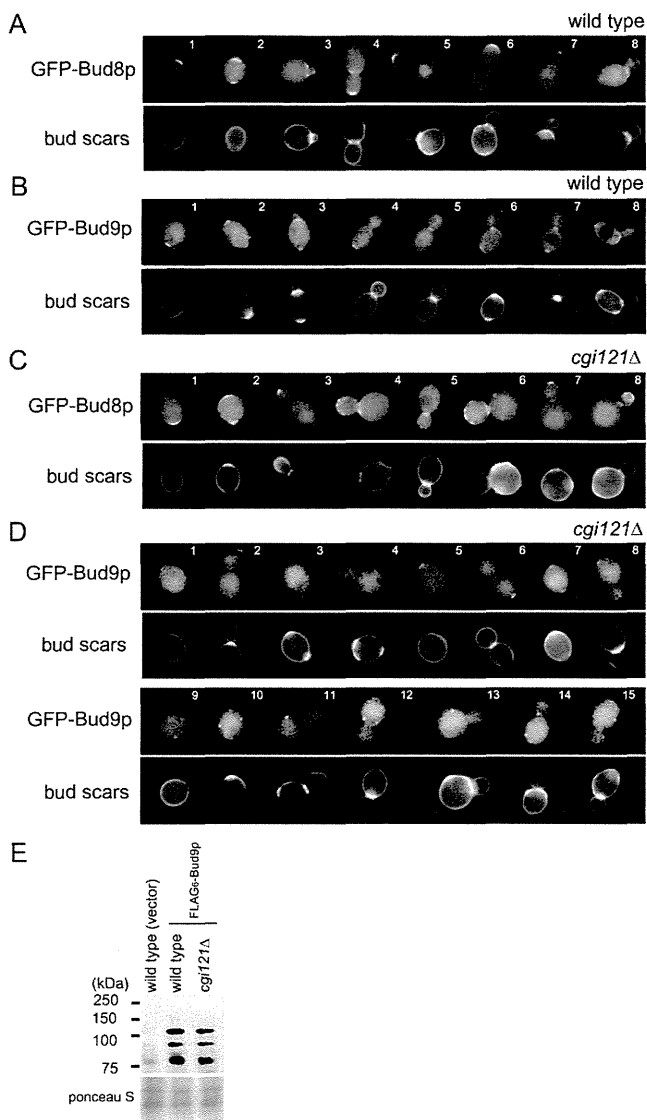 A
wild type
GFP-Bud8p
1 2 3 4 5 6 7 8
bud scars
B
wild type
GFP-Bud9p
1 2 3 4 5 6 7 8
bud scars
C
cgi121Δ
GFP-Bud8p
1 2 3 4 5 6 7 8
bud scars
D
cgi121Δ
GFP-Bud9p
1 2 3 4 5 6 7 8
bud scars
GFP-Bud9p
9 10 11 12 13 14 15
bud scars
E
FLAG₆-Bud9p
wild type (vector)
wild type
cgi121Δ
(kDa)
250
150
100
75
ponceau S